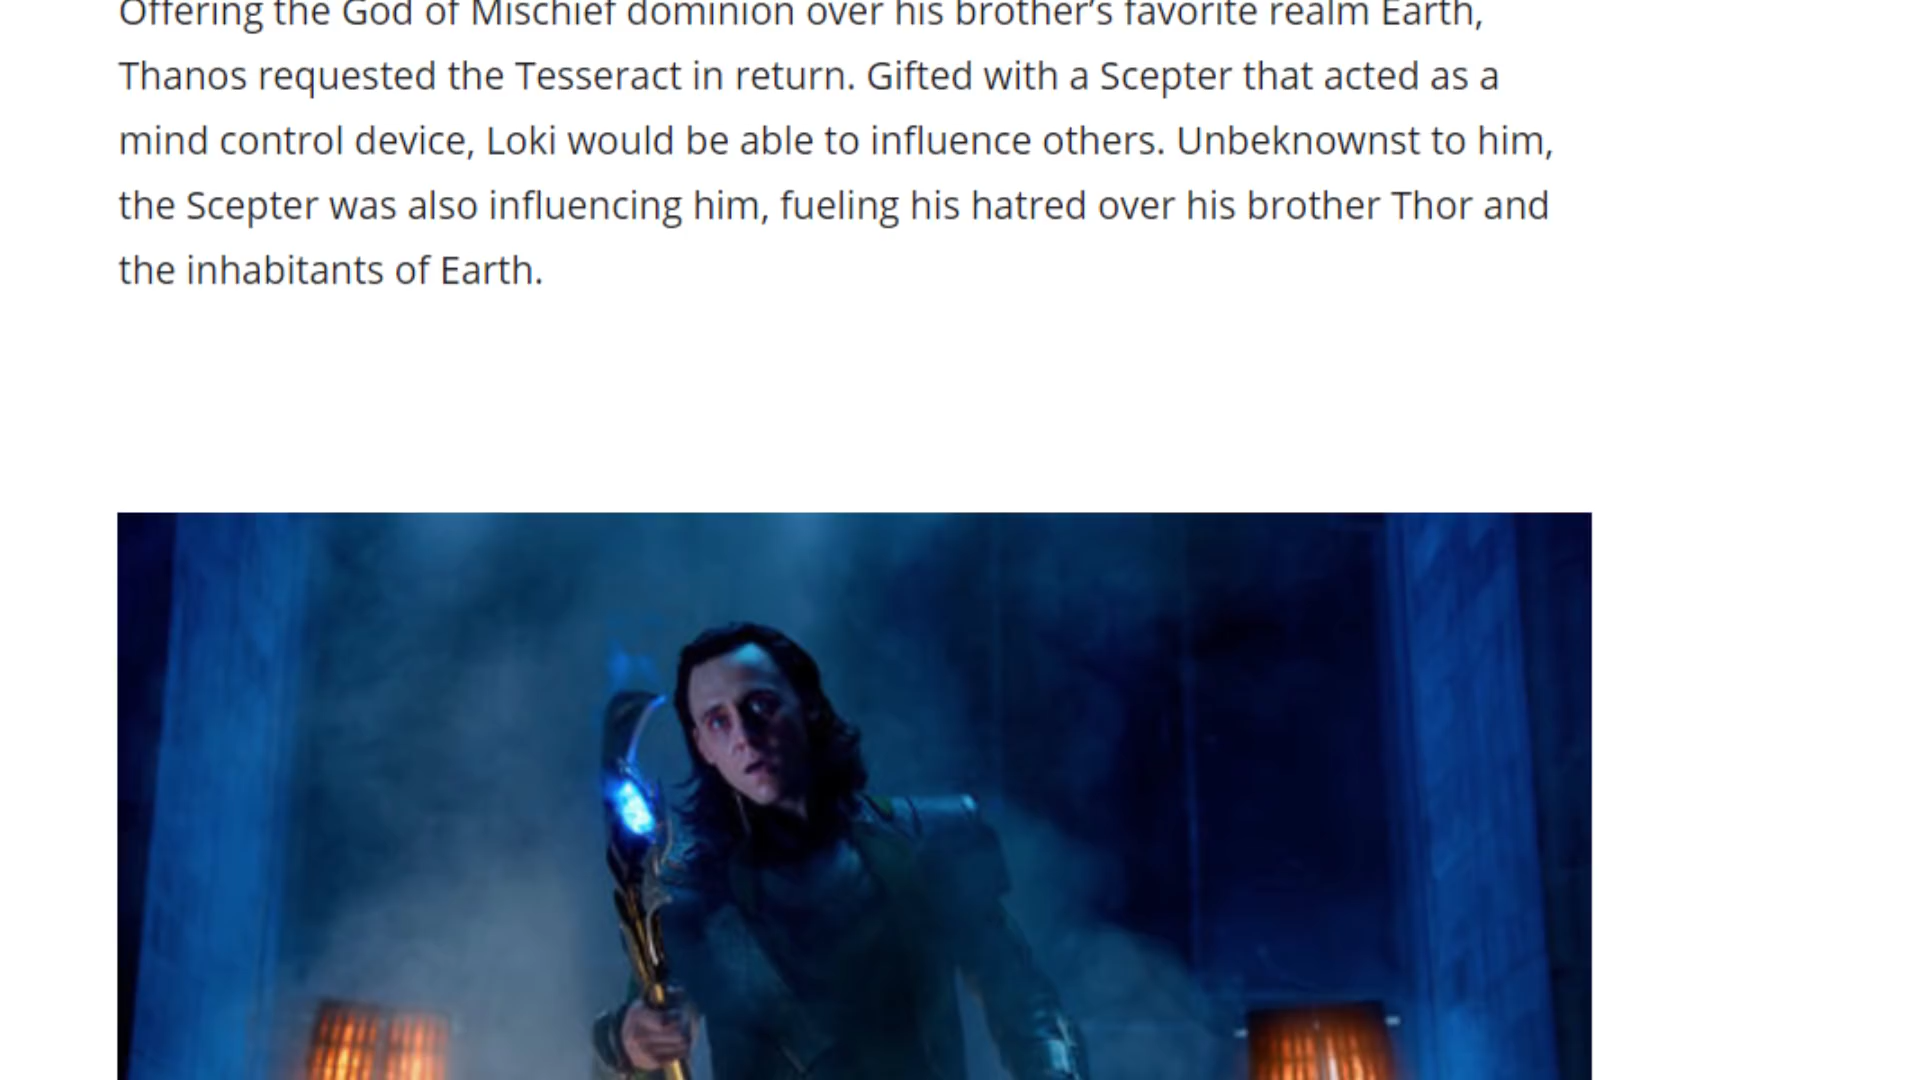 Offering the God of Mischief dominion over his brother’s favorite realm Earth,
Thanos requested the Tesseract in return. Gifted with a Scepter that acted as a
mind control device, Loki would be able to influence others. Unbeknownst to him,
the Scepter was also influencing him, fueling his hatred over his brother Thor and
the inhabitants of Earth.